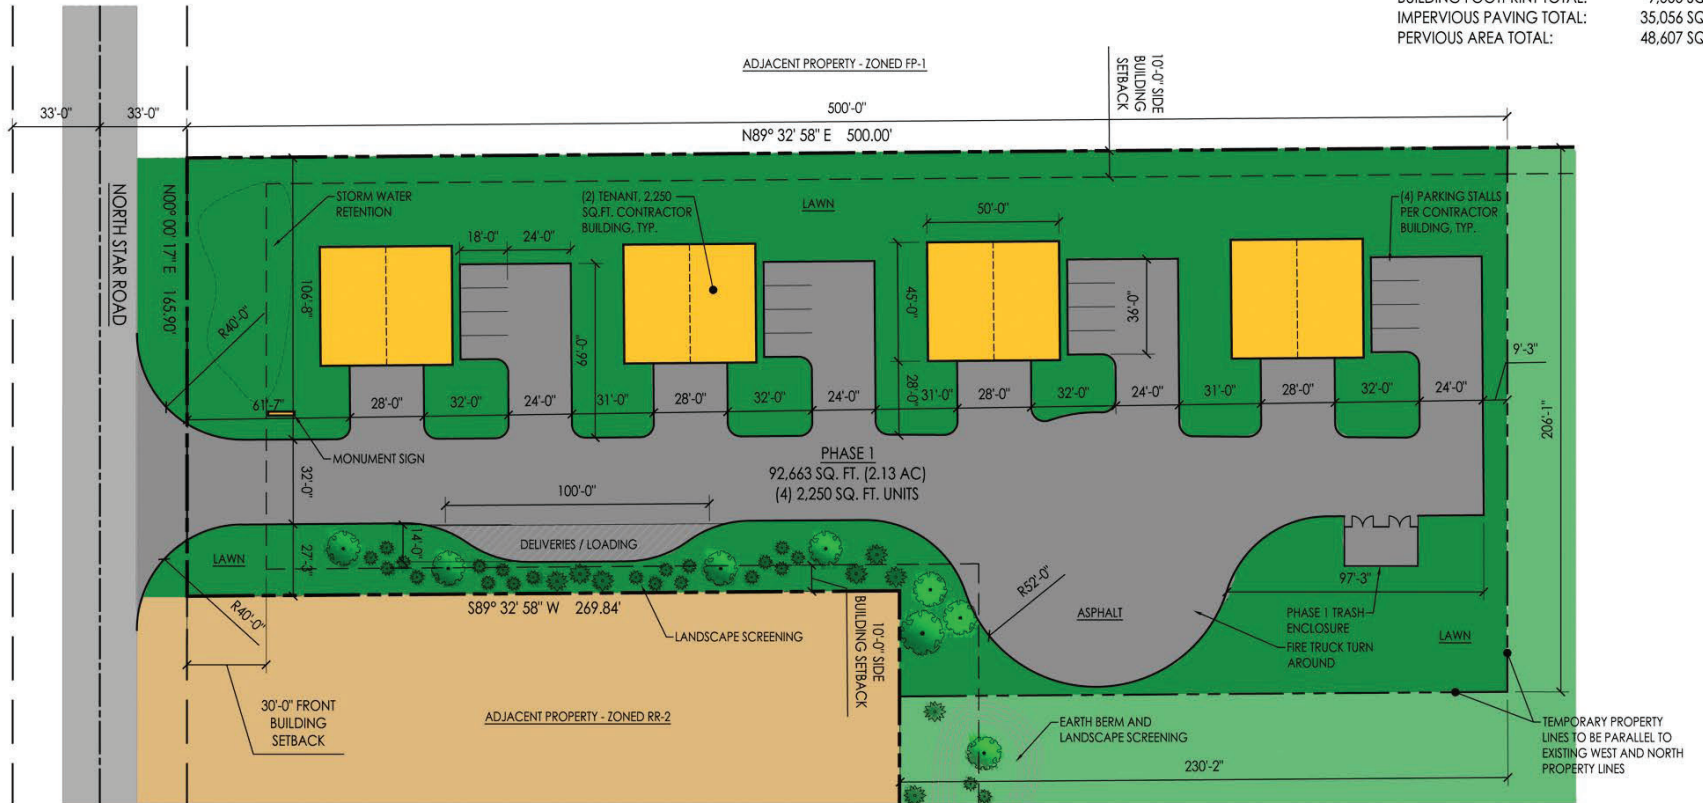 BUILDING FOOTPRINT TOTAL:
IMPERVIOUS PAVING TOTAL: 35,056 SQ
PERVIOUS AREA TOTAL: 48,607 SQ
ADJACENT PROPERTY - ZONED FP-1
10'-0" SIDE
BUILDING
SETBACK
33'-0"
33'-0"
500'-0"
N89° 32' 58" E 500.00'
NORTH STAR ROAD
N00° 00' 17" E 165.90'
STORM WATER
RETENTION
(2) TENANT, 2,250
SQ.FT. CONTRACTOR
BUILDING, TYP.
LAWN
50'-0"
(4) PARKING STALLS
PER CONTRACTOR
BUILDING, TYP.
18'-0"
24'-0"
106'-8"
R40'-0"
66'-0"
45'-0"
36'-0"
28'-0"
9'-3"
206'-1"
61'-7"
28'-0"
32'-0"
24'-0"
31'-0"
28'-0"
32'-0"
24'-0"
31'-0"
28'-0"
32'-0"
24'-0"
31'-0"
28'-0"
32'-0"
24'-0"
MONUMENT SIGN
PHASE 1
92,663 SQ. FT. (2.13 AC)
(4) 2,250 SQ. FT. UNITS
32'-0"
100'-0"
14'-0"
DELIVERIES / LOADING
27'-3"
LAWN
R40'-0"
S89° 32' 58" W 269.84'
LANDSCAPE SCREENING
10'-0" SIDE
BUILDING SETBACK
R52'-0"
ASPHALT
97'-3"
PHASE 1 TRASH
ENCLOSURE
FIRE TRUCK TURN
AROUND
LAWN
30'-0" FRONT
BUILDING
SETBACK
ADJACENT PROPERTY - ZONED RR-2
EARTH BERM AND
LANDSCAPE SCREENING
230'-2"
TEMPORARY PROPERTY
LINES TO BE PARALLEL TO
EXISTING WEST AND NORTH
PROPERTY LINES